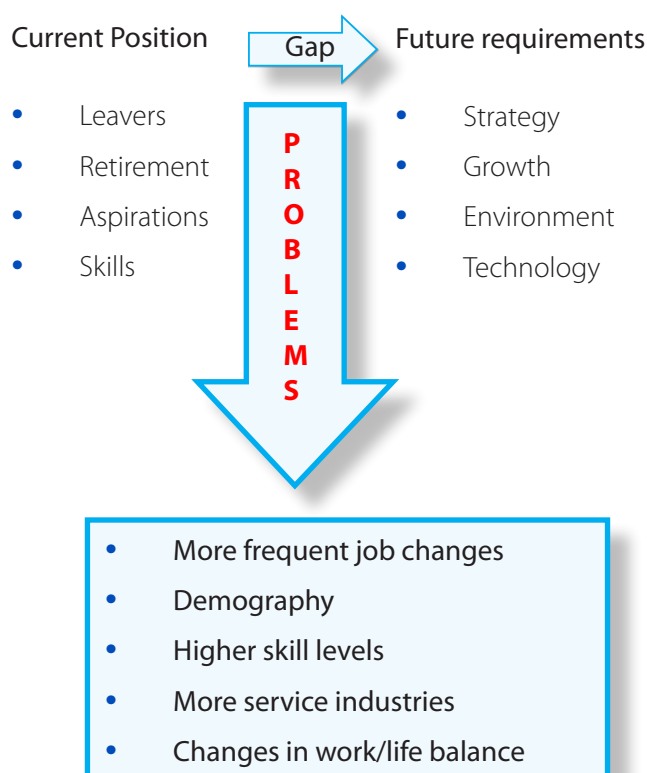 Current Position
Gap
Future requirements
• Leavers
• Retirement
• Aspirations
• Skills
P
R
O
B
L
E
M
S
• Strategy
• Growth
• Environment
• Technology
• More frequent job changes
• Demography
• Higher skill levels
• More service industries
• Changes in work/life balance